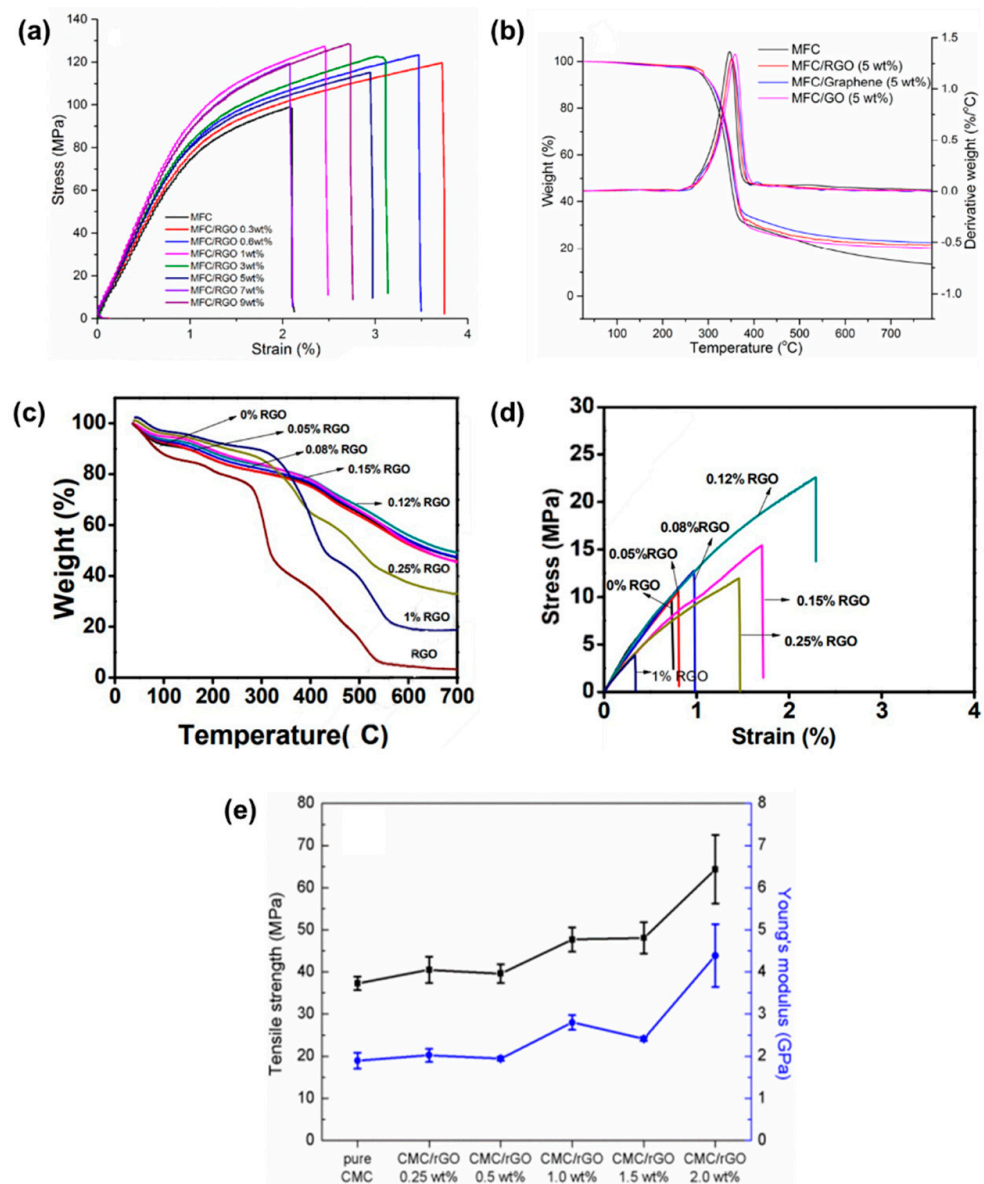 (a)
140
120
100
80
60
40
20
0
Stress (MPa)
MFC
MFC/RGO 0.3wt%
MFC/RGO 0.6wt%
MFC/RGO 1wt%
MFC/RGO 3wt%
MFC/RGO 5wt%
MFC/RGO 7wt%
MFC/RGO 9wt%
0 1 2 3 4
Strain (%)
(b)
100
80
60
40
20
0
Weight (%)
MFC
MFC/RGO (5 wt%)
MFC/Graphene (5 wt%)
MFC/GO (5 wt%)
1.5
1.0
0.5
0.0
−0.5
−1.0
Derivative weight (%/°C)
100 200 300 400 500 600 700
Temperature (°C)
(c)
100
80
60
40
20
0
Weight (%)
0% RGO
0.05% RGO
0.08% RGO
0.15% RGO
0.12% RGO
0.25% RGO
1% RGO
RGO
0 100 200 300 400 500 600 700
Temperature( C)
(d)
30
25
20
15
10
5
0
Stress (MPa)
0.12% RGO
0.08%RGO
0.05%RGO
0% RGO
0.15% RGO
0.25% RGO
1% RGO
0 1 2 3 4
Strain (%)
(e)
80
70
60
50
40
30
20
10
0
Tensile strength (MPa)
8
7
6
5
4
3
2
1
0
Young's modulus (GPa)
pure CMC/rGO CMC/rGO CMC/rGO CMC/rGO CMC/rGO
CMC 0.25 wt% 0.5 wt% 1.0 wt% 1.5 wt% 2.0 wt%